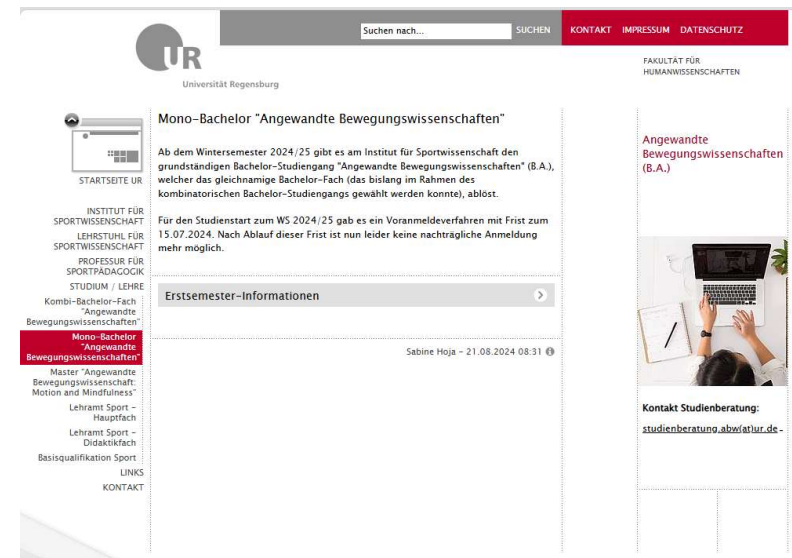 Suchen nach...
SUCHEN
KONTAKT IMPRESSUM DATENSCHUTZ
UR
Universität Regensburg
FAKULTÄT FÜR
HUMANWISSENSCHAFTEN
STARTSEITE UR
INSTITUT FÜR
SPORTWISSENSCHAFT
LEHRSTUHL FÜR
SPORTWISSENSCHAFT
PROFESSUR FÜR
SPORTPÄDAGOGIK
STUDIUM / LEHRE
Kombi-Bachelor-Fach
"Angewandte
Bewegungswissenschaften"
Mono-Bachelor
"Angewandte
Bewegungswissenschaften"
Master "Angewandte
Bewegungswissenschaft:
Motion and Mindfulness"
Lehramt Sport -
Hauptfach
Lehramt Sport -
Didaktikfach
Basisqualifikation Sport
LINKS
KONTAKT
Mono-Bachelor "Angewandte Bewegungswissenschaften"
Ab dem Wintersemester 2024/25 gibt es am Institut für Sportwissenschaft den
grundständigen Bachelor-Studiengang "Angewandte Bewegungswissenschaften" (B.A.),
welcher das gleichnamige Bachelor-Fach (das bislang im Rahmen des
kombinatorischen Bachelor-Studiengangs gewählt werden konnte), ablöst.
Für den Studienstart zum WS 2024/25 gab es ein Voranmeldeverfahren mit Frist zum
15.07.2024. Nach Ablauf dieser Frist ist nun leider keine nachträgliche Anmeldung
mehr möglich.
Erstsemester-Informationen
Sabine Hoja - 21.08.2024 08:31
Angewandte
Bewegungswissenschaften
(B.A.)
Kontakt Studienberatung:
studienberatung.abw(at)ur.de